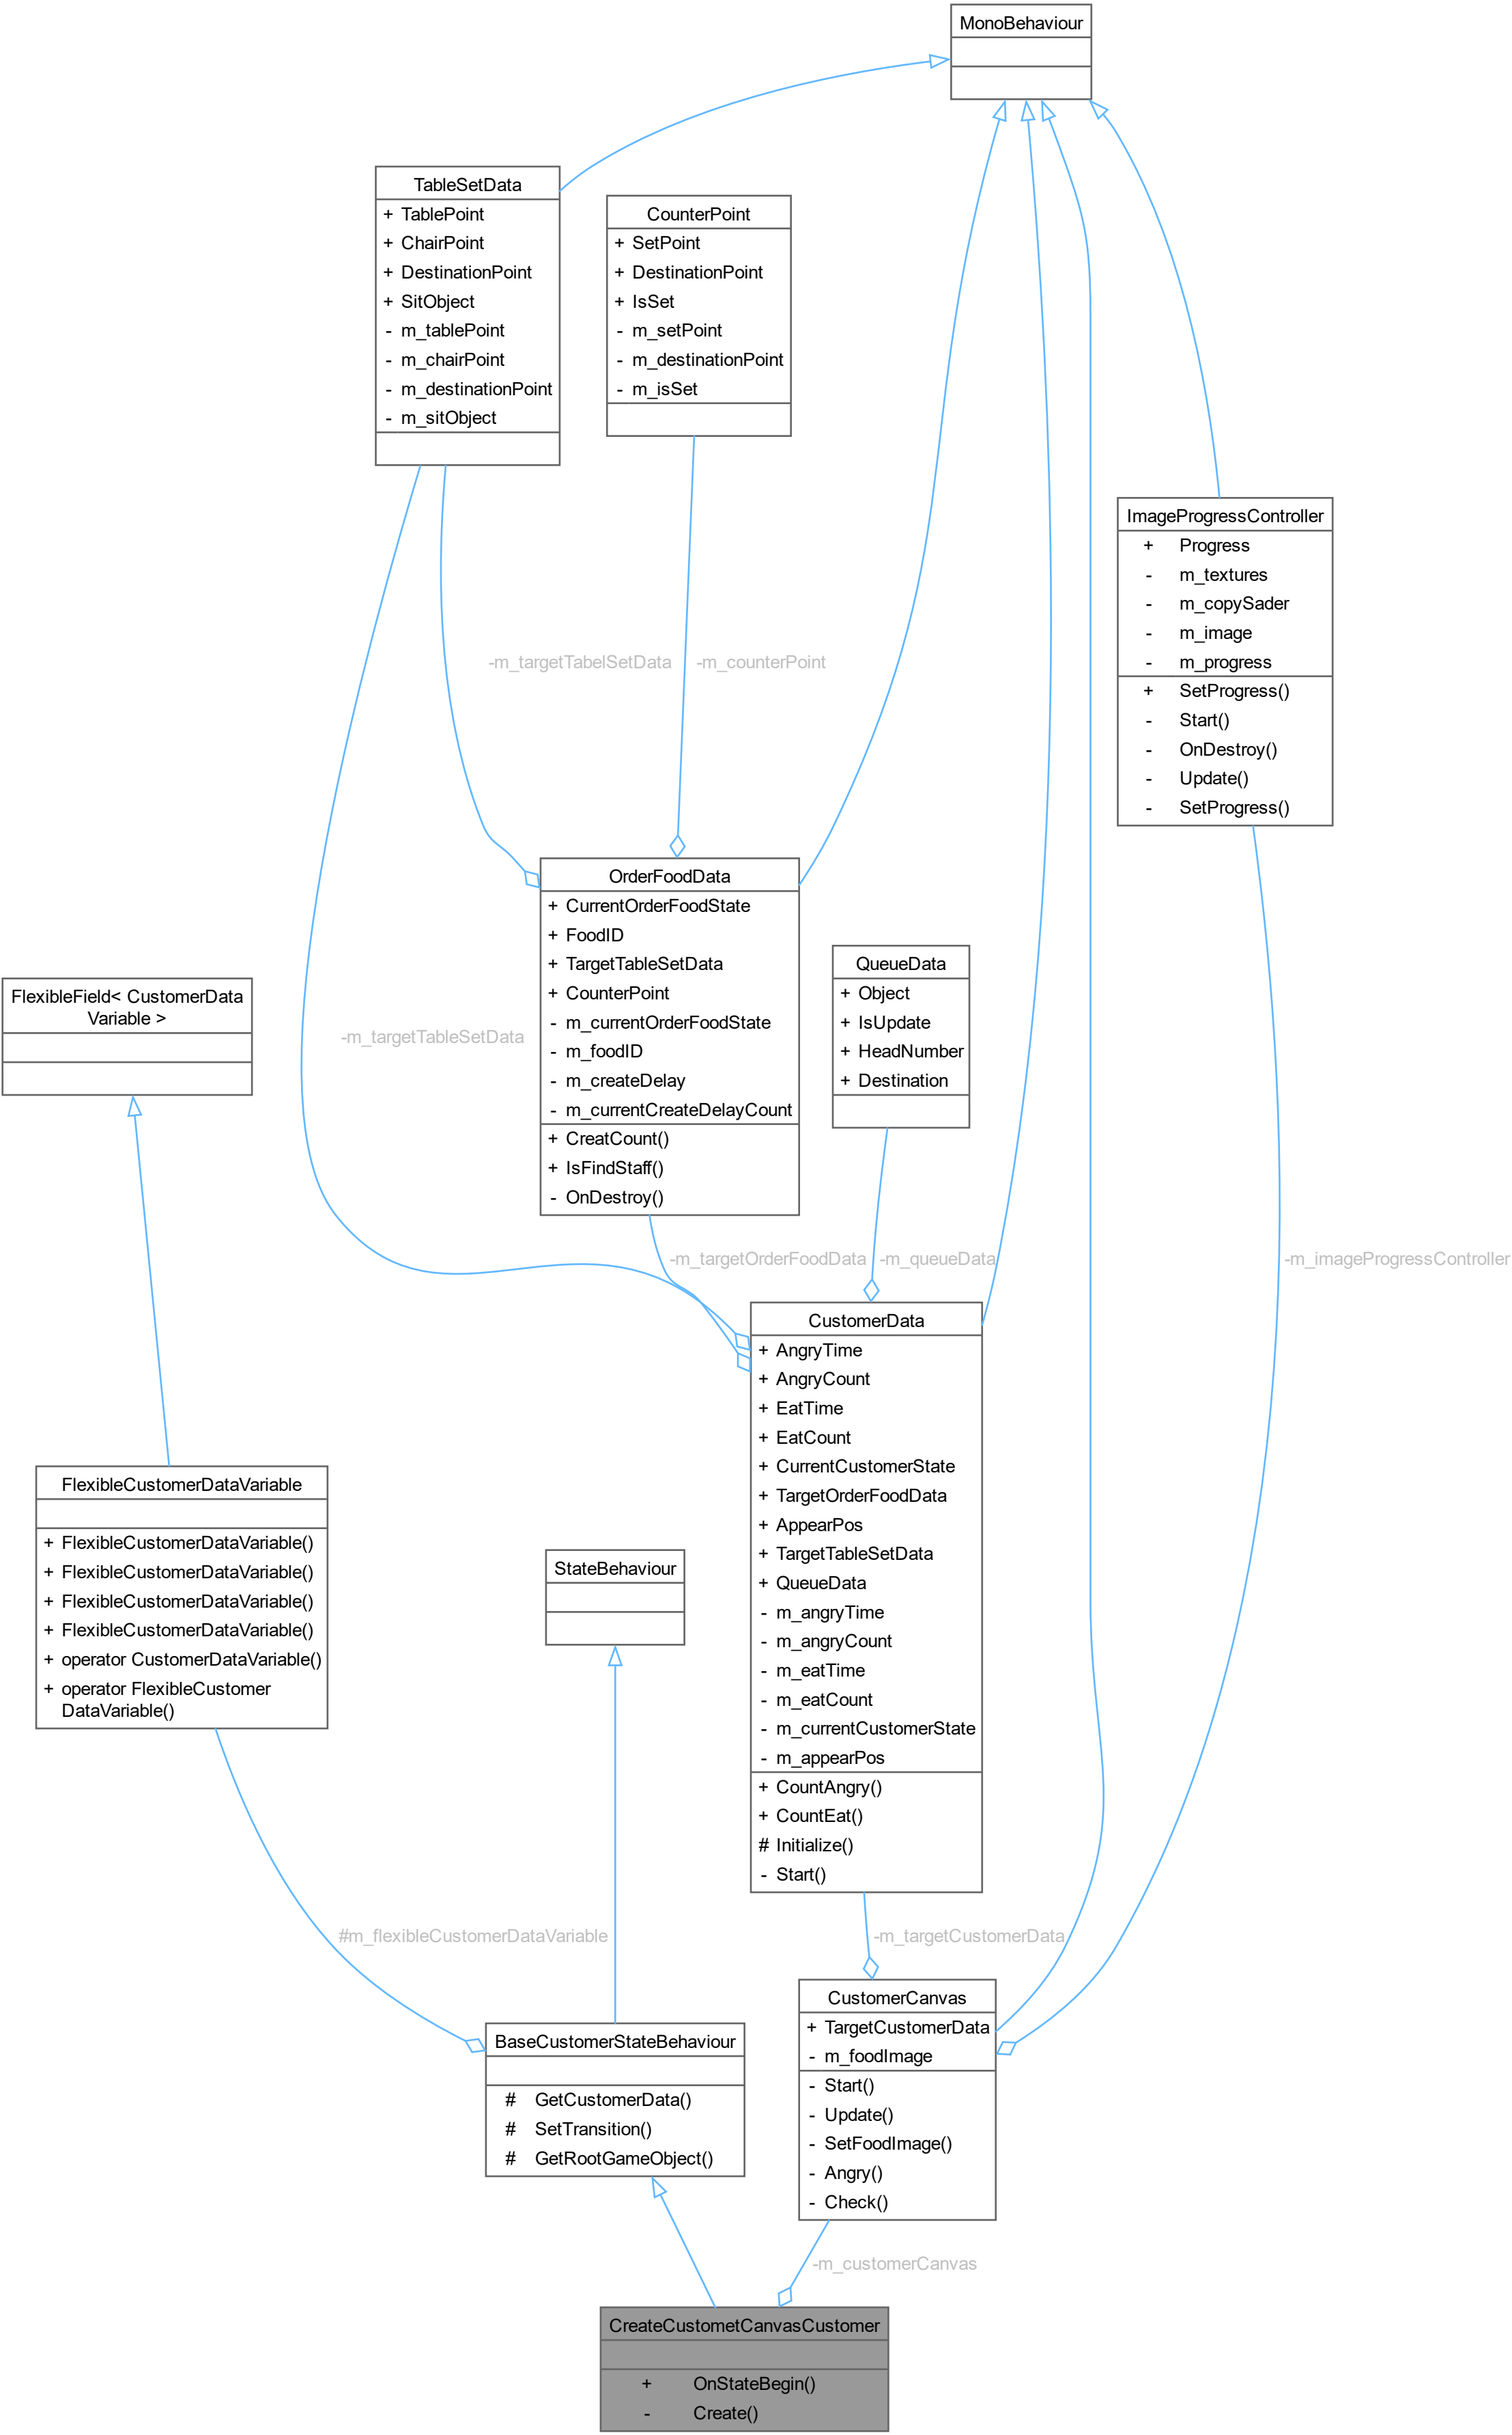 MonoBehaviour
TableSetData
+ TablePoint
+ ChairPoint
+ DestinationPoint
+ SitObject
- m_tablePoint
- m_chairPoint
- m_destinationPoint
- m_sitObject
CounterPoint
+ SetPoint
+ DestinationPoint
+ IsSet
- m_setPoint
- m_destinationPoint
- m_isSet
ImageProgressController
+ Progress
- m_textures
- m_copySader
- m_image
- m_progress
+ SetProgress()
- Start()
- OnDestroy()
- Update()
- SetProgress()
-m_targetTabelSetData
-m_counterPoint
OrderFoodData
+ CurrentOrderFoodState
+ FoodID
+ TargetTableSetData
+ CounterPoint
- m_currentOrderFoodState
- m_foodID
- m_createDelay
- m_currentCreateDelayCount
+ CreatCount()
+ IsFindStaff()
- OnDestroy()
QueueData
+ Object
+ IsUpdate
+ HeadNumber
+ Destination
FlexibleField< CustomerData
Variable >
-m_targetTableSetData
-m_targetOrderFoodData
-m_queueData
-m_imageProgressController
CustomerData
+ AngryTime
+ AngryCount
+ EatTime
+ EatCount
+ CurrentCustomerState
+ TargetOrderFoodData
+ AppearPos
+ TargetTableSetData
+ QueueData
- m_angryTime
- m_angryCount
- m_eatTime
- m_eatCount
- m_currentCustomerState
- m_appearPos
+ CountAngry()
+ CountEat()
# Initialize()
- Start()
FlexibleCustomerDataVariable
+ FlexibleCustomerDataVariable()
+ FlexibleCustomerDataVariable()
+ FlexibleCustomerDataVariable()
+ FlexibleCustomerDataVariable()
+ operator CustomerDataVariable()
+ operator FlexibleCustomer
DataVariable()
StateBehaviour
#m_flexibleCustomerDataVariable
-m_targetCustomerData
CustomerCanvas
+ TargetCustomerData
- m_foodImage
- Start()
- Update()
- SetFoodImage()
- Angry()
- Check()
BaseCustomerStateBehaviour
# GetCustomerData()
# SetTransition()
# GetRootGameObject()
-m_customerCanvas
CreateCustometCanvasCustomer
+ OnStateBegin()
- Create()